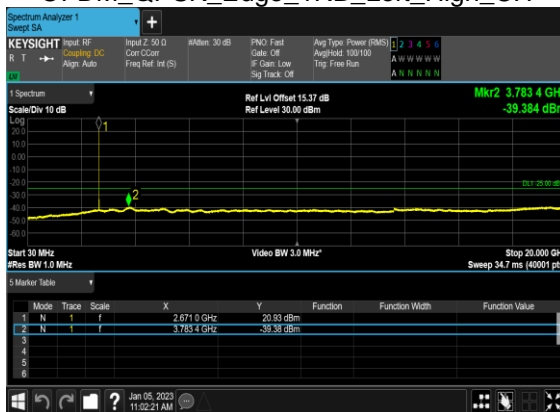 Spectrum Analyzer 1
Swept SA
+
KEYSIGHT Input: RF Input Z: 50 Ω #Atten: 30 dB PNO: Fast Avg Type: Power (RMS) 1 2 3 4 5 6
R T Coupling: DC Corr CCorr Gate: Off Avg|Hold: 100/100 A W W W W W
Align: Auto Freq Ref: Int (S) IF Gain: Low Trig: Free Run A N N N N N
LU Sig Track: Off
1 Spectrum Ref Lvl Offset 15.37 dB Mkr2 3.783 4 GH
Scale/Div 10 dB Ref Level 30.00 dBm -39.384 dBm
Log
20.0
10.0
0.00
-10.0
-20.0
-30.0
-40.0
-50.0
-60.0
1
2
DL1 25.00 dB
Start 30 MHz Video BW 3.0 MHz* Stop 20.000 GH
#Res BW 1.0 MHz Sweep 34.7 ms (40001 pt
5 Marker Table
Mode Trace Scale X Y Function Function Width Function Value
1 N 1 f 2.671 0 GHz 20.93 dBm
2 N 1 f 3.783 4 GHz -39.38 dBm
3
4
5
6
?
Jan 05, 2023
11:02:21 AM